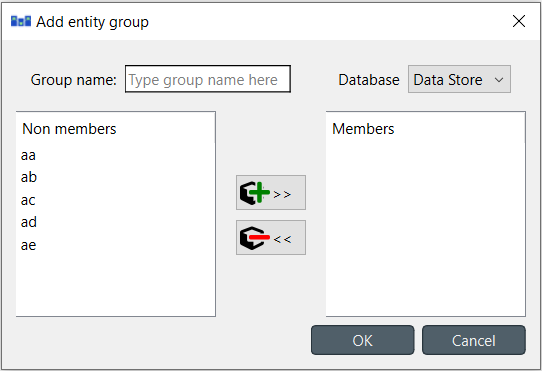 Add entity group
Group name: Type group name here Database Data Store
Non members
aa
ab
ac
ad
ae
>>
<<
Members
OK Cancel